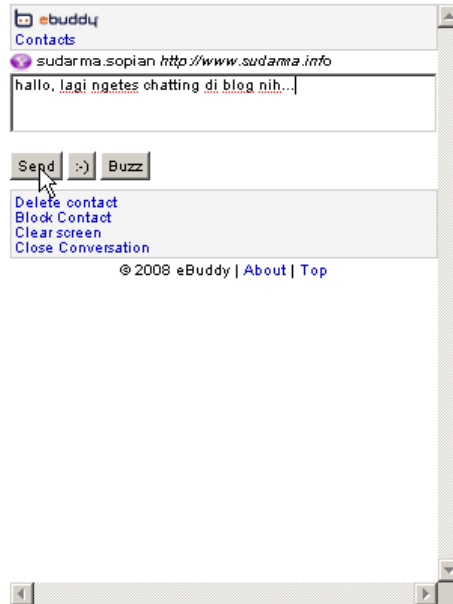 ebuddy
Contacts
sudarma.sopian http://www.sudarma.info
hallo, lagi ngetes chatting di blog nih...
Send :-) Buzz
Delete contact
Block Contact
Clear screen
Close Conversation
© 2008 eBuddy | About | Top